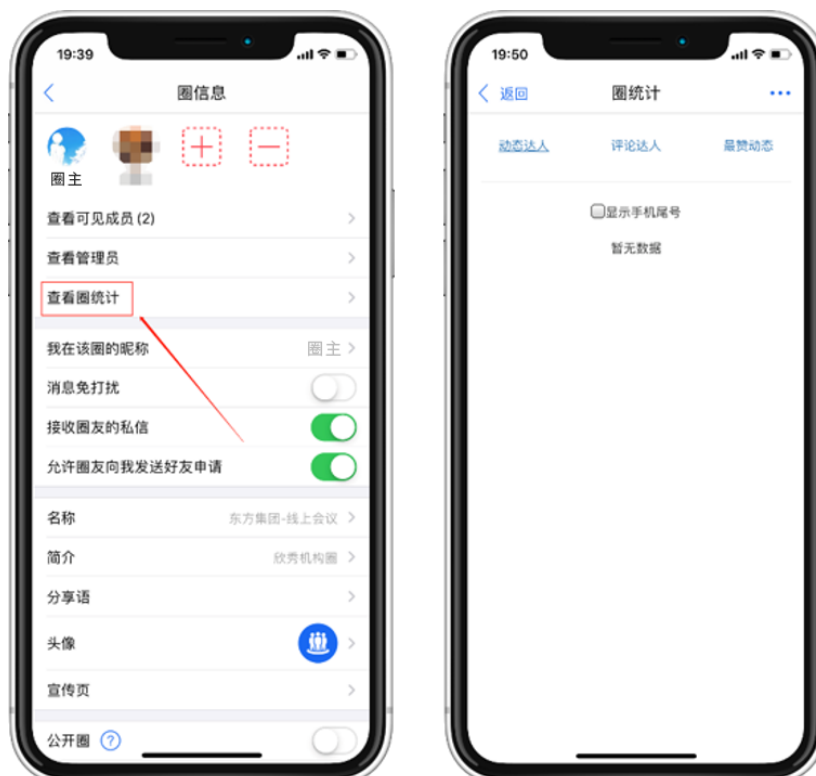 19:39
圈信息
圈主
查看可见成员(2)
查看管理员
查看圈统计
我在该圈的昵称 圈主
消息免打扰
接收圈友的私信
允许圈友向我发送好友申请
名称 东方集团-线上会议
简介 欣秀机构圈
分享语
头像
宣传页
公开圈 ?
19:50
返回 圈统计
动态达人 评论达人 最赞动态
显示手机尾号
暂无数据